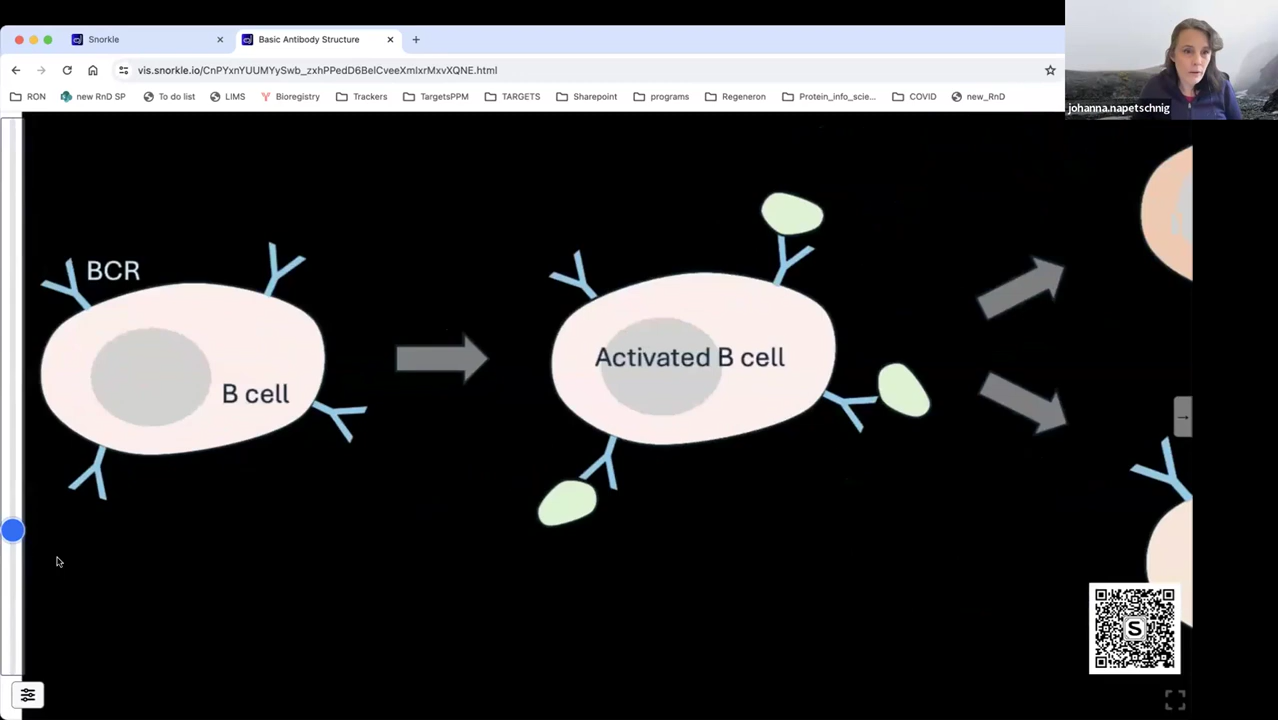 Snorkle
Basic Antibody Structure
vis.snorkle.io/CnPYxnYUUMYySwb_zxhPPedD6BelCveeXmlxrMxvXQNE.html
RON
new RnD SP
To do list
LIMS
Bioregistry
Trackers
TargetsPPM
TARGETS
Sharepoint
programs
Regeneron
Protein_info_scie...
COVID
new_RnD
johanna.napetschnig
BCR
B cell
Activated B cell
S